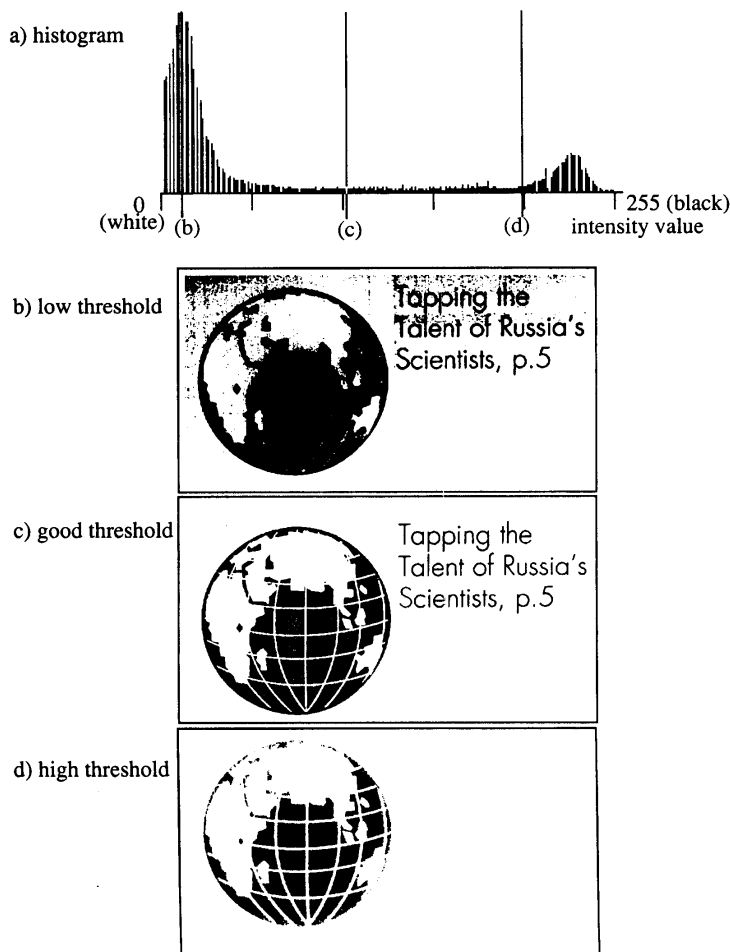 a) histogram
0
(white)
(b)
(c)
(d)
255 (black)
intensity value
b) low threshold
Tapping the
Talent of Russia's
Scientists, p.5
c) good threshold
Tapping the
Talent of Russia's
Scientists, p.5
d) high threshold